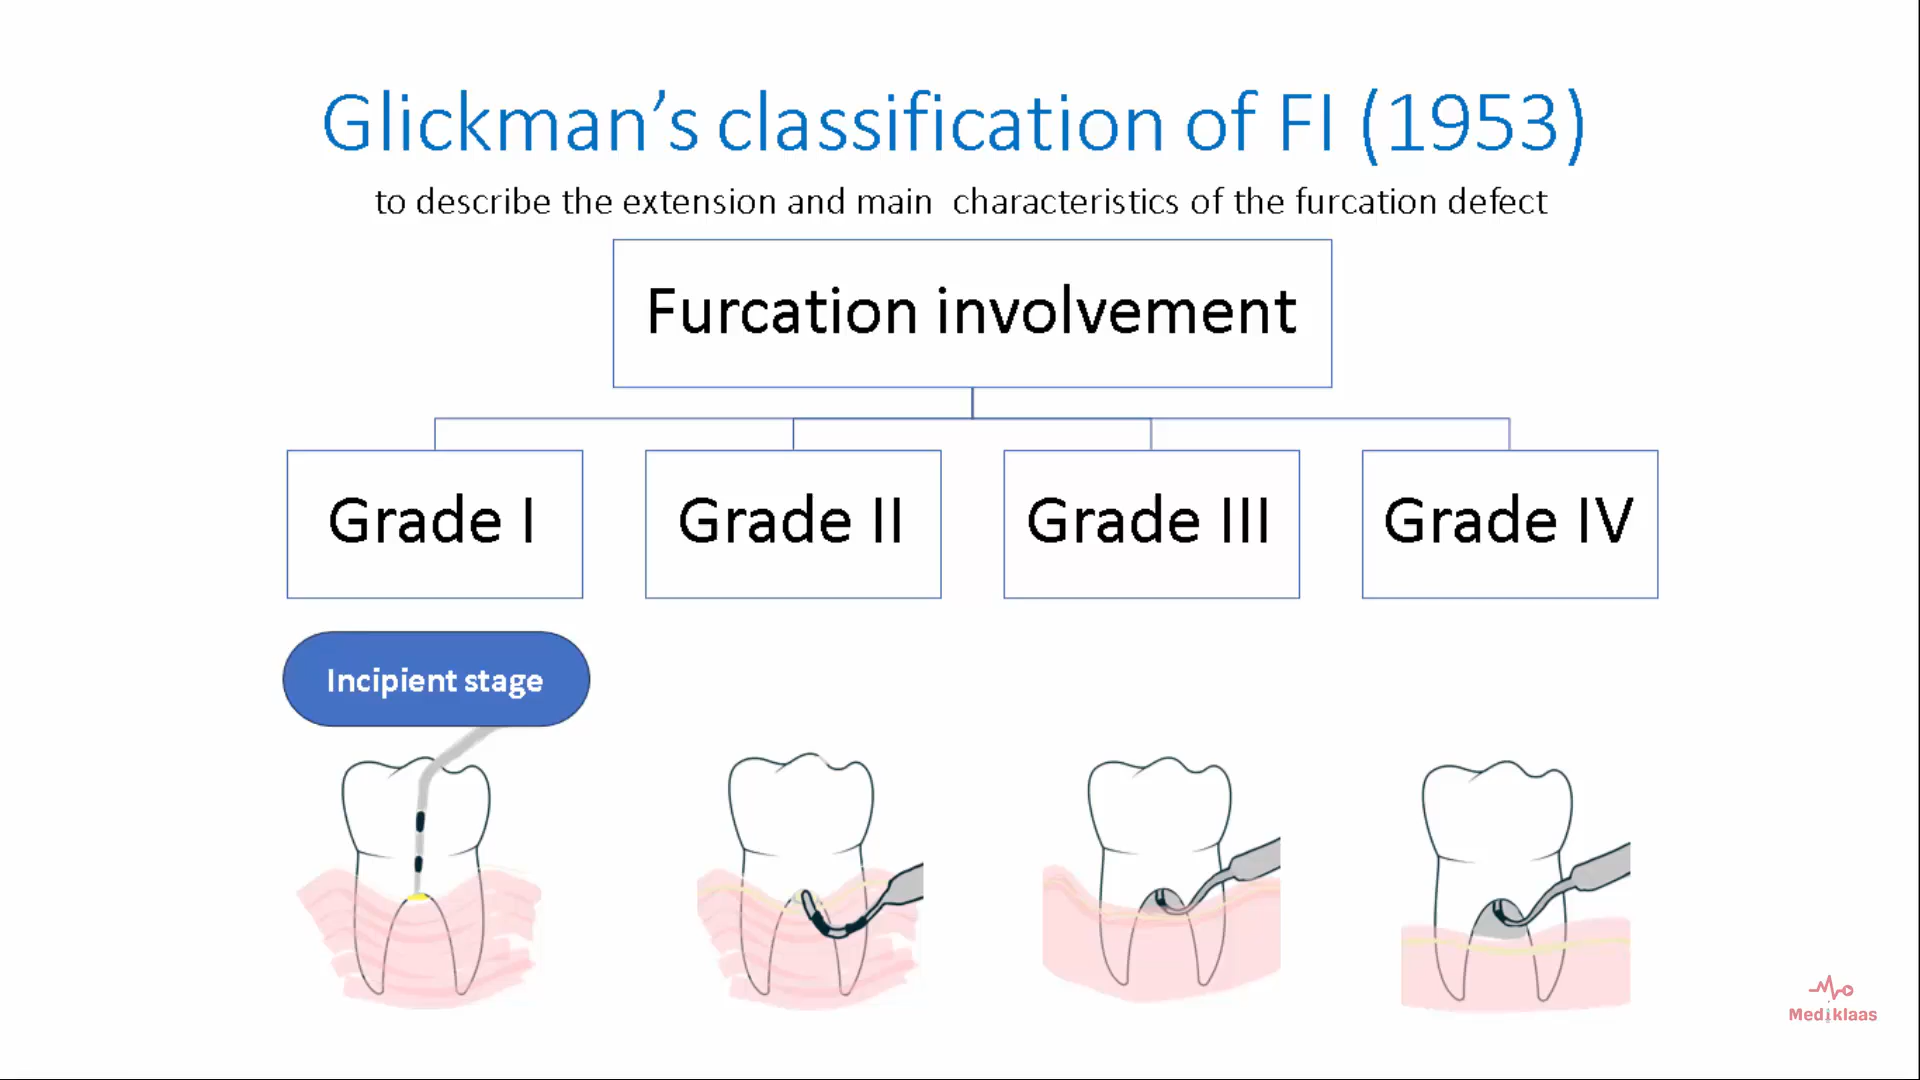 Glickman’s classification of FI (1953)
to describe the extension and main characteristics of the furcation defect
Furcation involvement
Grade I
Grade II
Grade III
Grade IV
Incipient stage
Mediklaas